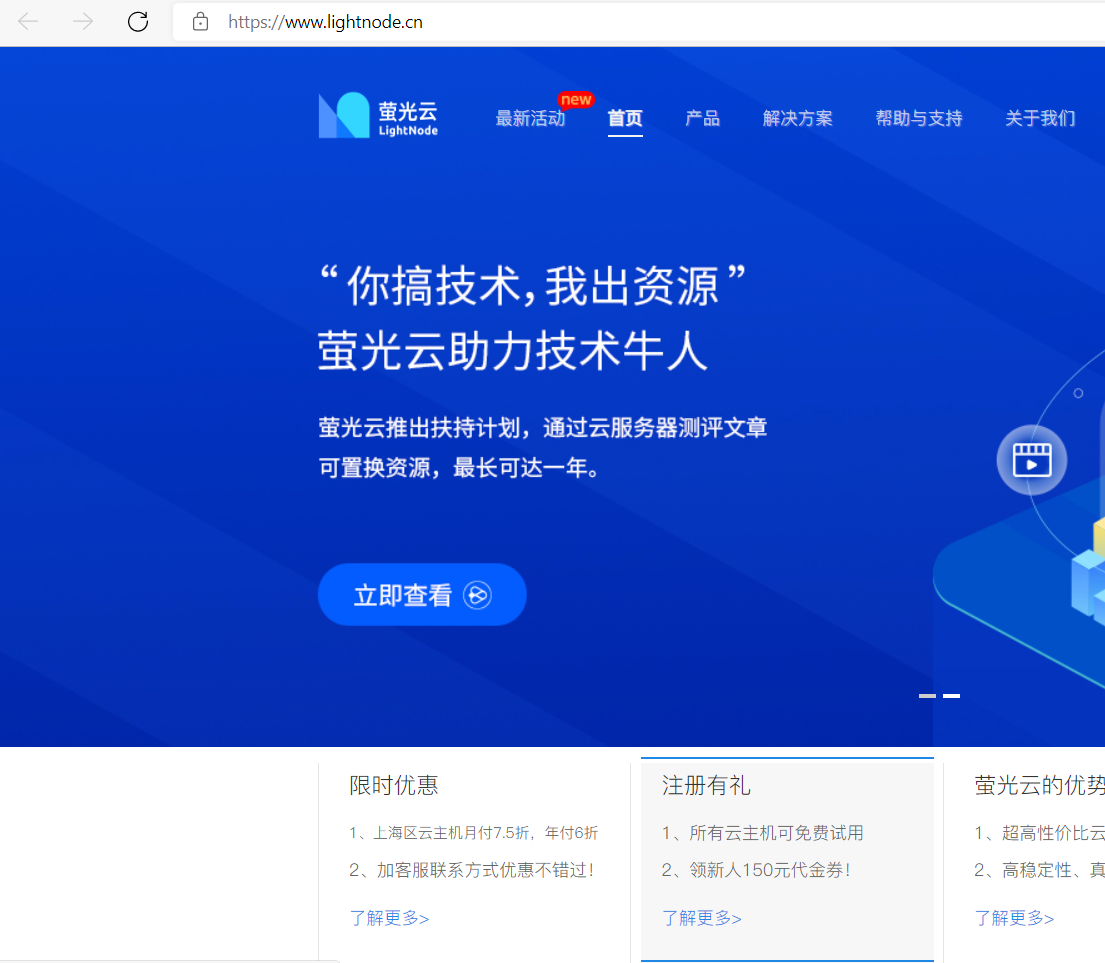 https://www.lightnode.cn
萤光云
LightNode
最新活动 new 首页 产品 解决方案 帮助与支持 关于我们
“你搞技术，我出资源”
萤光云助力技术牛人
萤光云推出扶持计划，通过云服务器测评文章
可置换资源，最长可达一年。
立即查看
限时优惠
1、上海区云主机月付7.5折，年付6折
2、加客服联系方式优惠不错过！
了解更多>
注册有礼
1、所有云主机可免费试用
2、领新人150元代金券！
了解更多>
萤光云的优势
1、超高性价比云
2、高稳定性、真
了解更多>